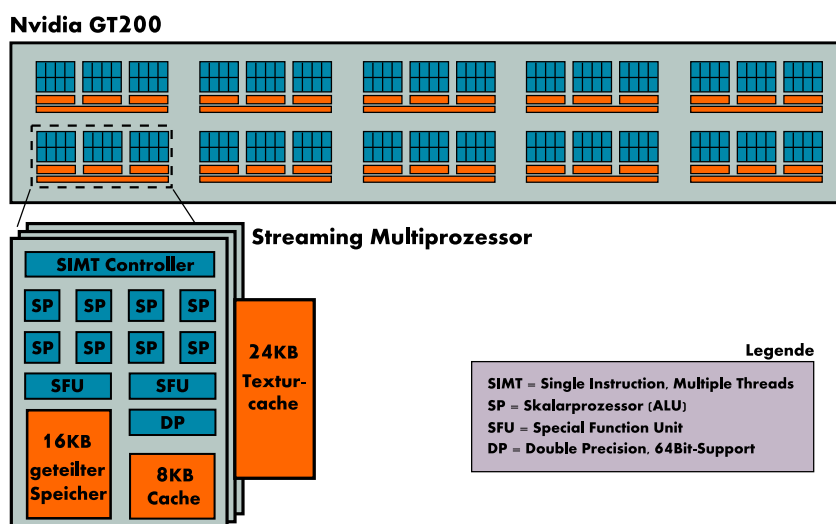 Nvidia GT200
Streaming Multiprozessor
SIMT Controller
SP SP SP SP
SP SP SP SP
SFU SFU
DP
16KB
geteilter
Speicher
8KB
Cache
24KB
Textur-
cache
Legende
SIMT = Single Instruction, Multiple Threads
SP = Skalarprozessor (ALU)
SFU = Special Function Unit
DP = Double Precision, 64Bit-Support